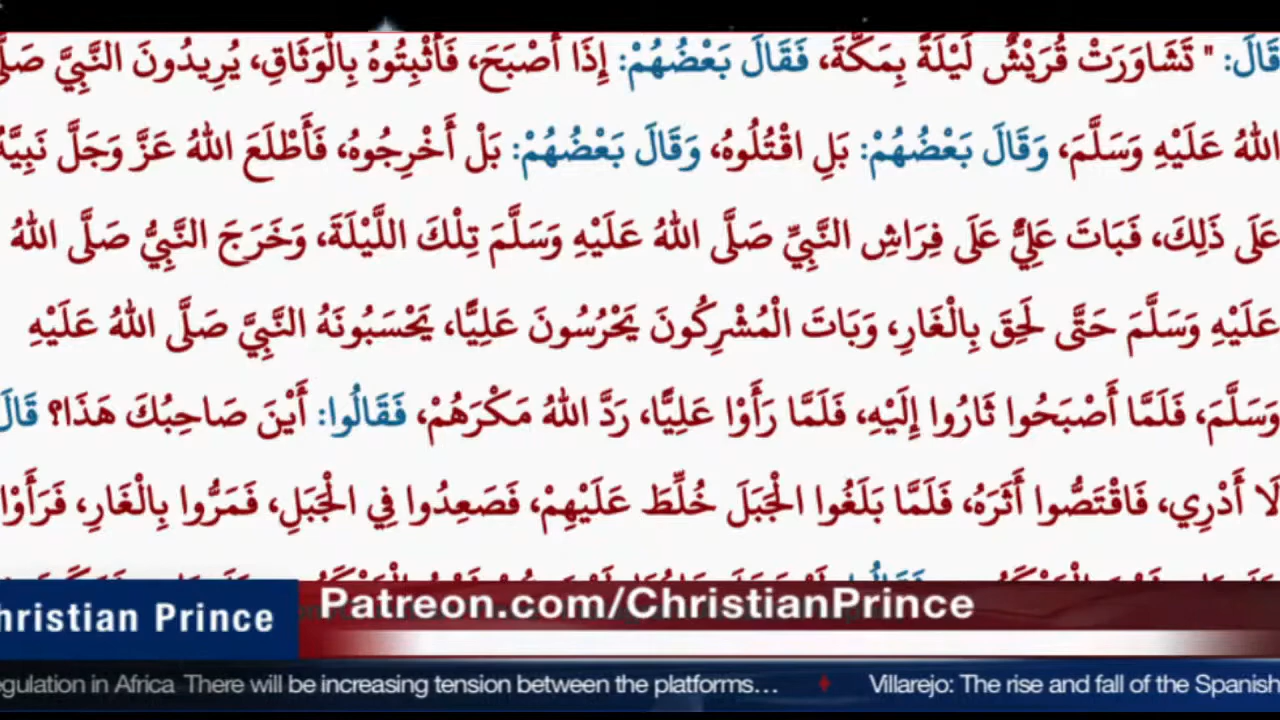 قَالَ: " تَشَاوَرَتْ قُرَيْشٌ لَيْلَةً بِمَكَّةَ، فَقَالَ بَعْضُهُمْ: إِذَا أَصْبَحَ، فَأَثْبِتُوهُ بِالْوَثَاقِ، يُرِيدُونَ النَّبِيَّ صَلَّى
اللهُ عَلَيْهِ وَسَلَّمَ، وَقَالَ بَعْضُهُمْ: بَلِ اقْتُلُوهُ، وَقَالَ بَعْضُهُمْ: بَلْ أَخْرِجُوهُ، فَأَطْلَعَ اللهُ عَزَّ وَجَلَّ نَبِيَّهُ
عَلَى ذَلِكَ، فَبَاتَ عَلِيٌّ عَلَى فِرَاشِ النَّبِيِّ صَلَّى اللهُ عَلَيْهِ وَسَلَّمَ تِلْكَ اللَّيْلَةَ، وَخَرَجَ النَّبِيُّ صَلَّى اللهُ
عَلَيْهِ وَسَلَّمَ حَتَّى لَحِقَ بِالْغَارِ، وَبَاتَ الْمُشْرِكُونَ يَحْرُسُونَ عَلِيًّا، يَحْسَبُونَهُ النَّبِيَّ صَلَّى اللهُ عَلَيْهِ
وَسَلَّمَ، فَلَمَّا أَصْبَحُوا ثَارُوا إِلَيْهِ، فَلَمَّا رَأَوْا عَلِيًّا، رَدَّ اللهُ مَكْرَهُمْ، فَقَالُوا: أَيْنَ صَاحِبُكَ هَذَا؟ قَالَ
لَا أَدْرِي، فَاقْتَصُّوا أَثَرَهُ، فَلَمَّا بَلَغُوا الْجَبَلَ خُلِّطَ عَلَيْهِمْ، فَصَعِدُوا فِي الْجَبَلِ، فَمَرُّوا بِالْغَارِ، فَرَأَوْا
hristian Prince
Patreon.com/ChristianPrince
egulation in Africa There will be increasing tension between the platforms... ♦ Villarejo: The rise and fall of the Spanish